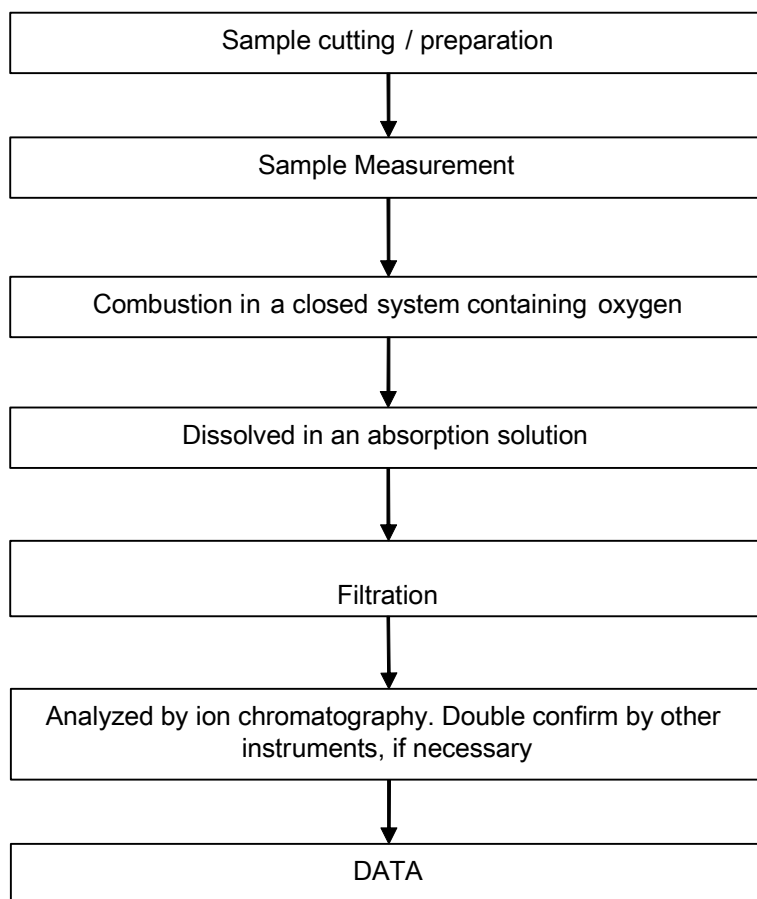 Sample cutting / preparation
Sample Measurement
Combustion in a closed system containing oxygen
Dissolved in an absorption solution
Filtration
Analyzed by ion chromatography. Double confirm by other
instruments, if necessary
DATA